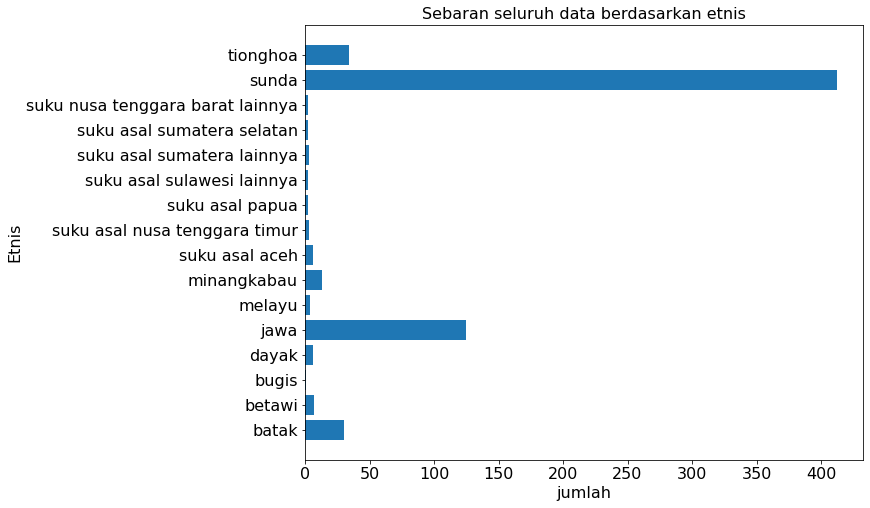 Sebaran seluruh data berdasarkan etnis
Etnis
tionghoa
sunda
suku nusa tenggara barat lainnya
suku asal sumatera selatan
suku asal sumatera lainnya
suku asal sulawesi lainnya
suku asal papua
suku asal nusa tenggara timur
suku asal aceh
minangkabau
melayu
jawa
dayak
bugis
betawi
batak
0 50 100 150 200 250 300 350 400
jumlah